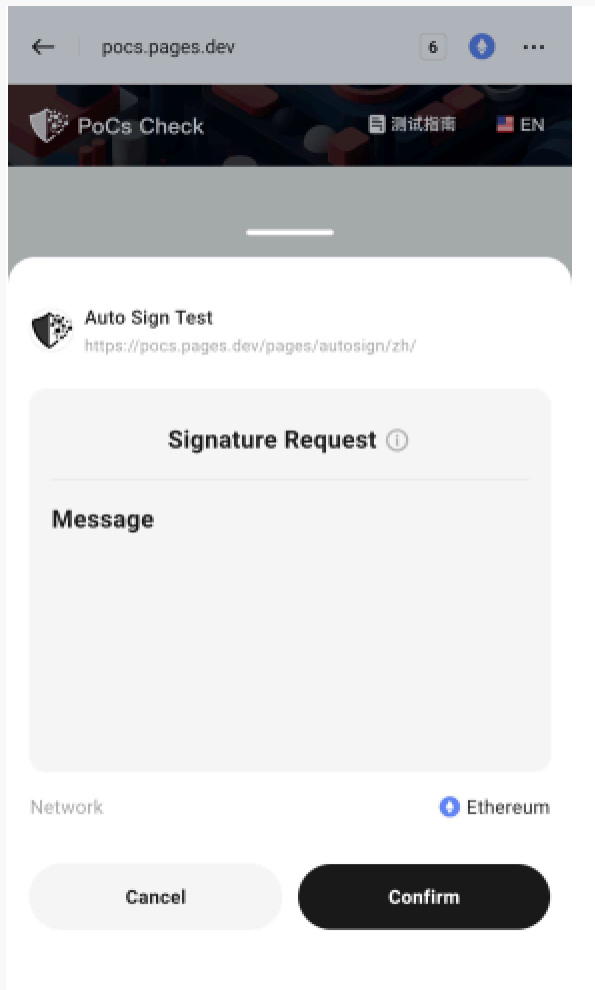 pocs.pages.dev
6
PoCs Check
测试指南
EN
Auto Sign Test
https://pocs.pages.dev/pages/autosign/zh/
Signature Request
Message
Network
Ethereum
Cancel
Confirm